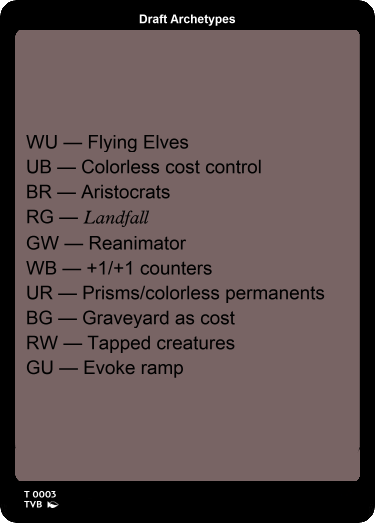 Draft Archetypes
WU — Flying Elves
UB — Colorless cost control
BR — Aristocrats
RG — Landfall
GW — Reanimator
WB — +1/+1 counters
UR — Prisms/colorless permanents
BG — Graveyard as cost
RW — Tapped creatures
GU — Evoke ramp
T 0003
TVB